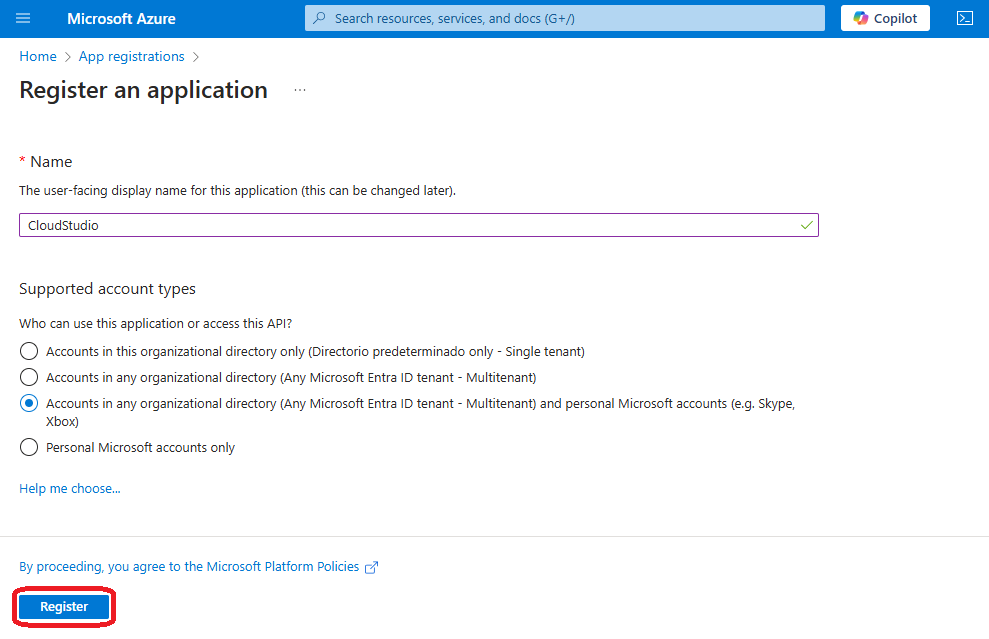 Microsoft Azure
Search resources, services, and docs (G+/)
Copilot
Home > App registrations >
Register an application ...
* Name
The user-facing display name for this application (this can be changed later).
CloudStudio
Supported account types
Who can use this application or access this API?
Accounts in this organizational directory only (Directorio predeterminado only - Single tenant)
Accounts in any organizational directory (Any Microsoft Entra ID tenant - Multitenant)
Accounts in any organizational directory (Any Microsoft Entra ID tenant - Multitenant) and personal Microsoft accounts (e.g. Skype,
Xbox)
Personal Microsoft accounts only
Help me choose...
By proceeding, you agree to the Microsoft Platform Policies
Register